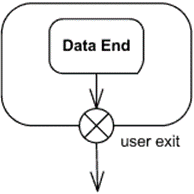 Data End
user exit